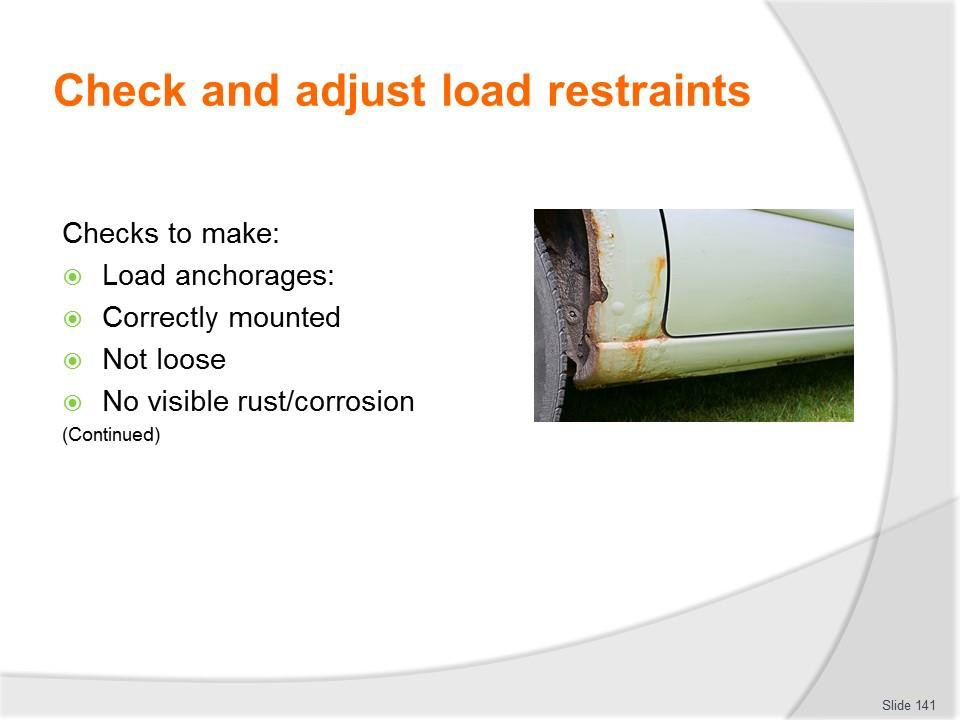 Check and adjust load restraints
Checks to make:
Load anchorages:
Correctly mounted
Not loose
No visible rust/corrosion
(Continued)
Slide 141